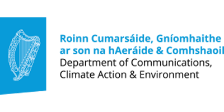 Roinn Cumarsáide, Gníomhaithe
ar son na hAeráide & Comhshaoil
Department of Communications,
Climate Action & Environment